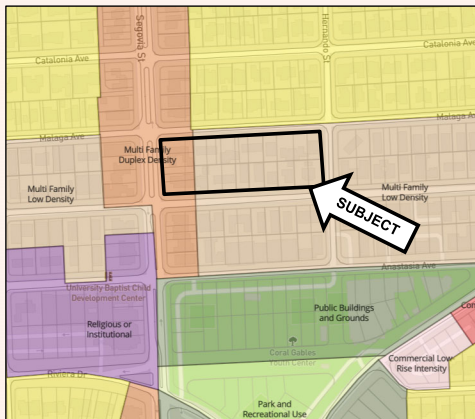 Segovia St
Hernando St
Catalonia Ave
Catalonia Ave
Malaga Ave
Malaga Ave
Multi Family
Duplex Density
Multi Family
Low Density
Multi Family
Low Density
SUBJECT
Anastasia Ave
University Baptist Child
Development Center
Public Buildings
and Grounds
Religious or
Institutional
Coral Gables
Youth Center
Commercial Low-
Rise Intensity
Riviera Dr
Park and
Recreational Use